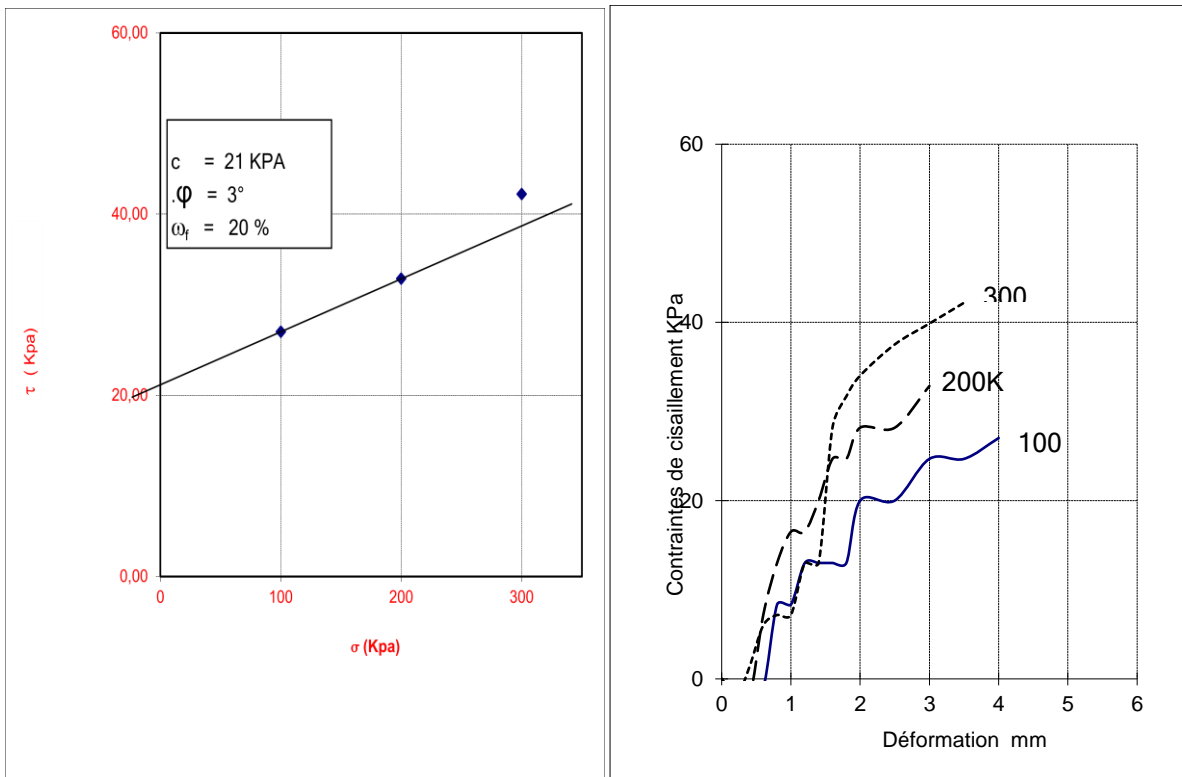 60,00
40,00
20,00
0,00
0
100
200
300
τ ( Kpa)
σ (Kpa)
c = 21 KPA
.φ = 3°
ωf = 20 %
60
40
20
0
0
1
2
3
4
5
6
Contraintes de cisaillement KPa
Déformation mm
300
200K
100